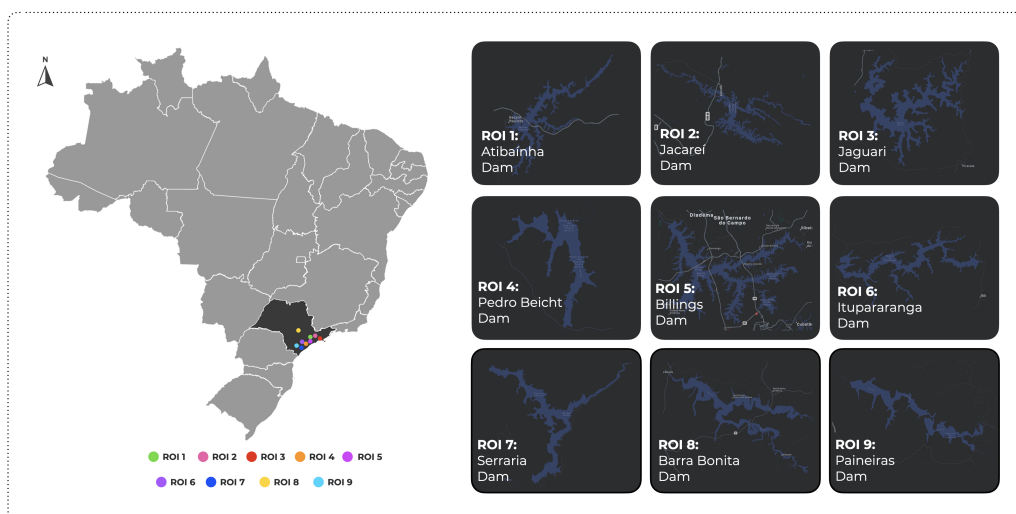 N
ROI 1:
Atibaínha
Dam
ROI 2:
Jacareí
Dam
ROI 3:
Jaguari
Dam
ROI 4:
Pedro Beicht
Dam
Diadema
São Bernardo
do Campo
ROI 5:
Billings
Dam
ROI 6:
Itupararanga
Dam
ROI 7:
Serraria
Dam
ROI 8:
Barra Bonita
Dam
ROI 9:
Paineiras
Dam
ROI 1
ROI 2
ROI 3
ROI 4
ROI 5
ROI 6
ROI 7
ROI 8
ROI 9